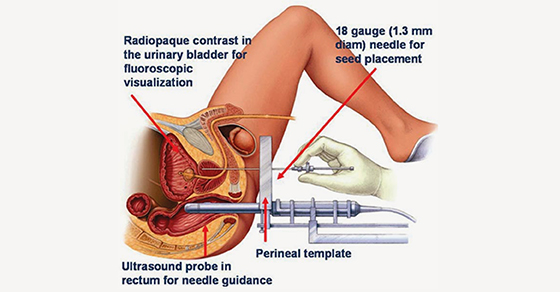 Radiopaque contrast in
the urinary bladder for
fluoroscopic
visualization
18 gauge (1.3 mm
diam) needle for
seed placement
Perineal template
Ultrasound probe in
rectum for needle guidance